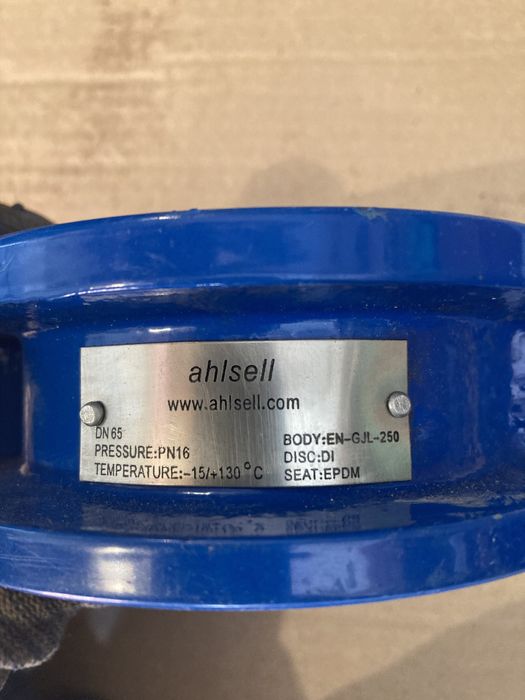 ahlsell
www.ahlsell.com
DN 65
PRESSURE:PN16
TEMPERATURE:-15/+130°C
BODY:EN-GJL-250
DISC:DI
SEAT:EPDM